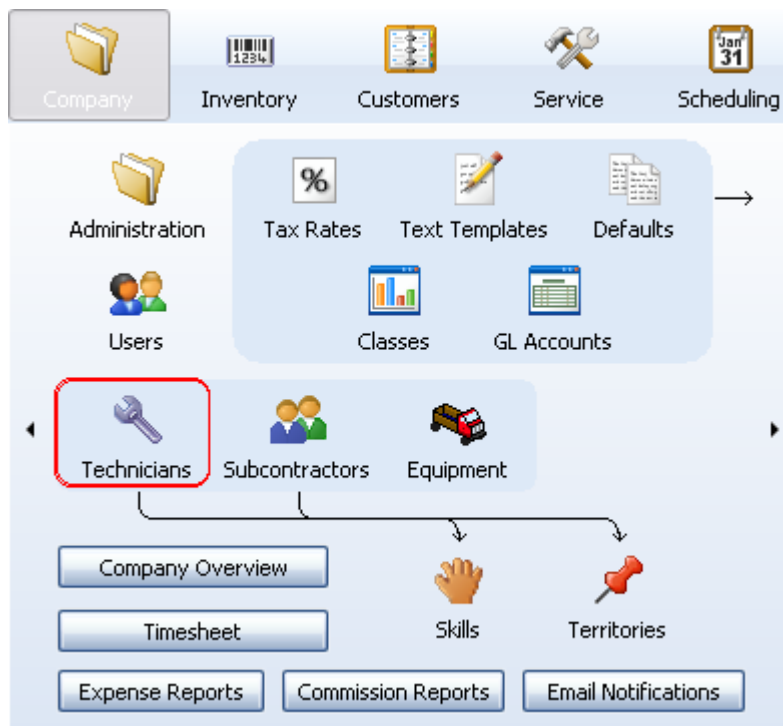 1234
Jan
31
Company
Inventory
Customers
Service
Scheduling
%
Administration
Tax Rates
Text Templates
Defaults
Users
Classes
GL Accounts
Technicians
Subcontractors
Equipment
Company Overview
Skills
Territories
Timesheet
Expense Reports
Commission Reports
Email Notifications